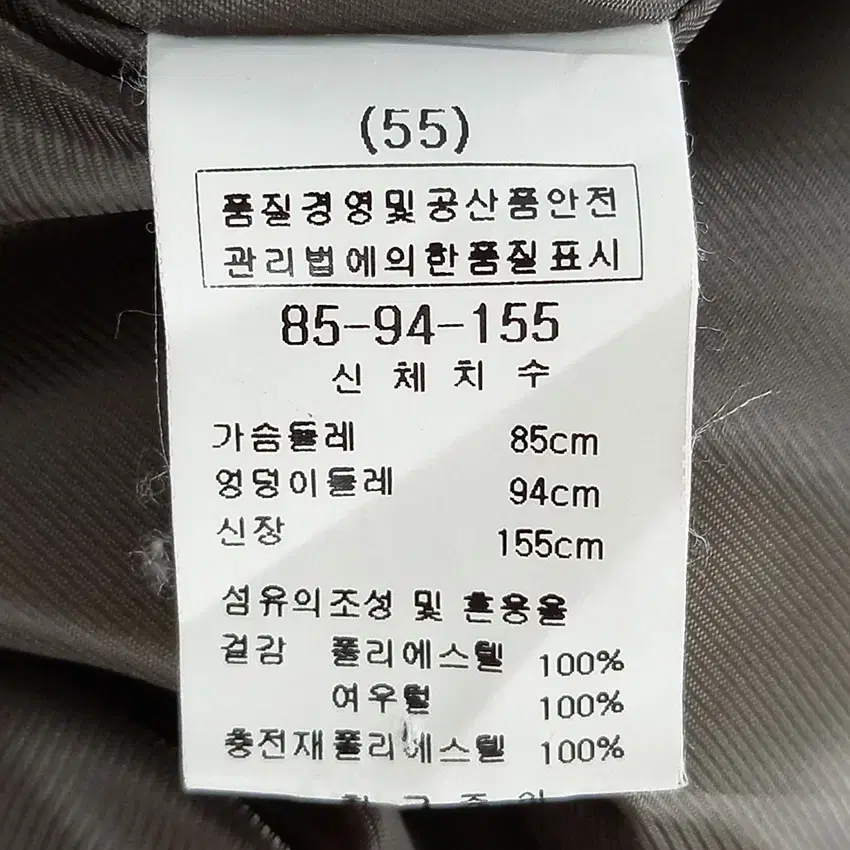 (55)
품질경영및공산품안전
관리법에의한품질표시
85-94-155
신 체 치 수
가슴둘레 85cm
엉덩이둘레 94cm
신장 155cm
섬유의조성 및 혼용율
겉감 폴리에스텔 100%
여우털 100%
충전재폴리에스텔 100%